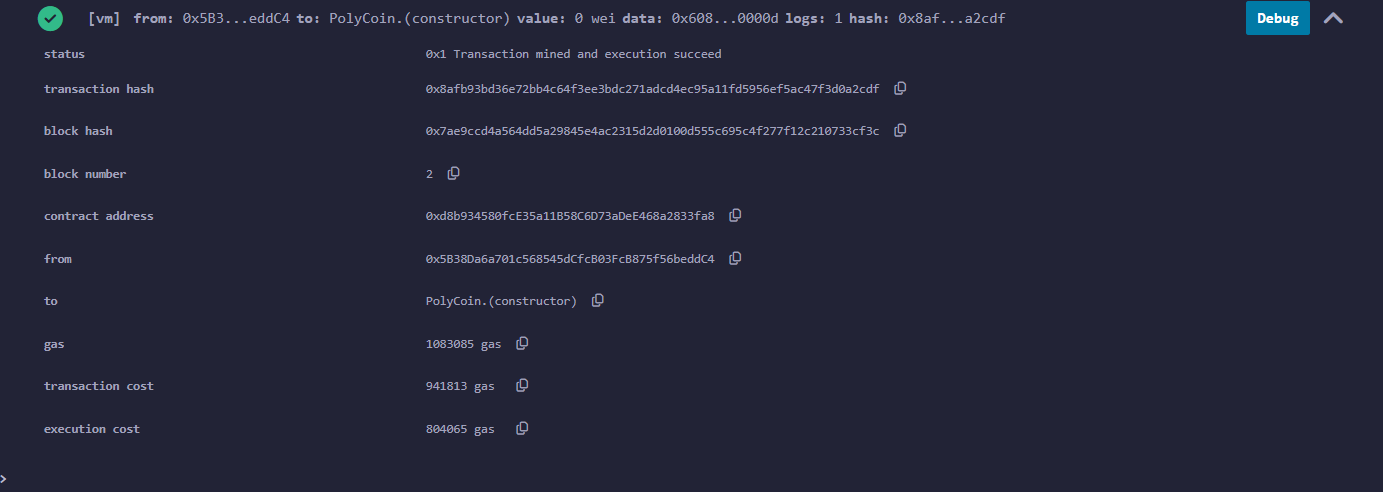 [vm] from: 0x5B3...eddC4 to: PolyCoin.(constructor) value: 0 wei data: 0x608...0000d logs: 1 hash: 0x8af...a2cdf Debug
status 0x1 Transaction mined and execution succeed
transaction hash 0x8afb93bd36e72bb4c64f3ee3bdc271adcd4ec95a11fd5956ef5ac47f3d0a2cdf
block hash 0x7ae9ccd4a564dd5a29845e4ac2315d2d0100d555c695c4f277f12c210733cf3c
block number 2
contract address 0xd8b934580fcE35a11B58C6D73aDeE468a2833fa8
from 0x5B38Da6a701c568545dCfcB03FcB875f56beddC4
to PolyCoin.(constructor)
gas 1083085 gas
transaction cost 941813 gas
execution cost 804065 gas
>